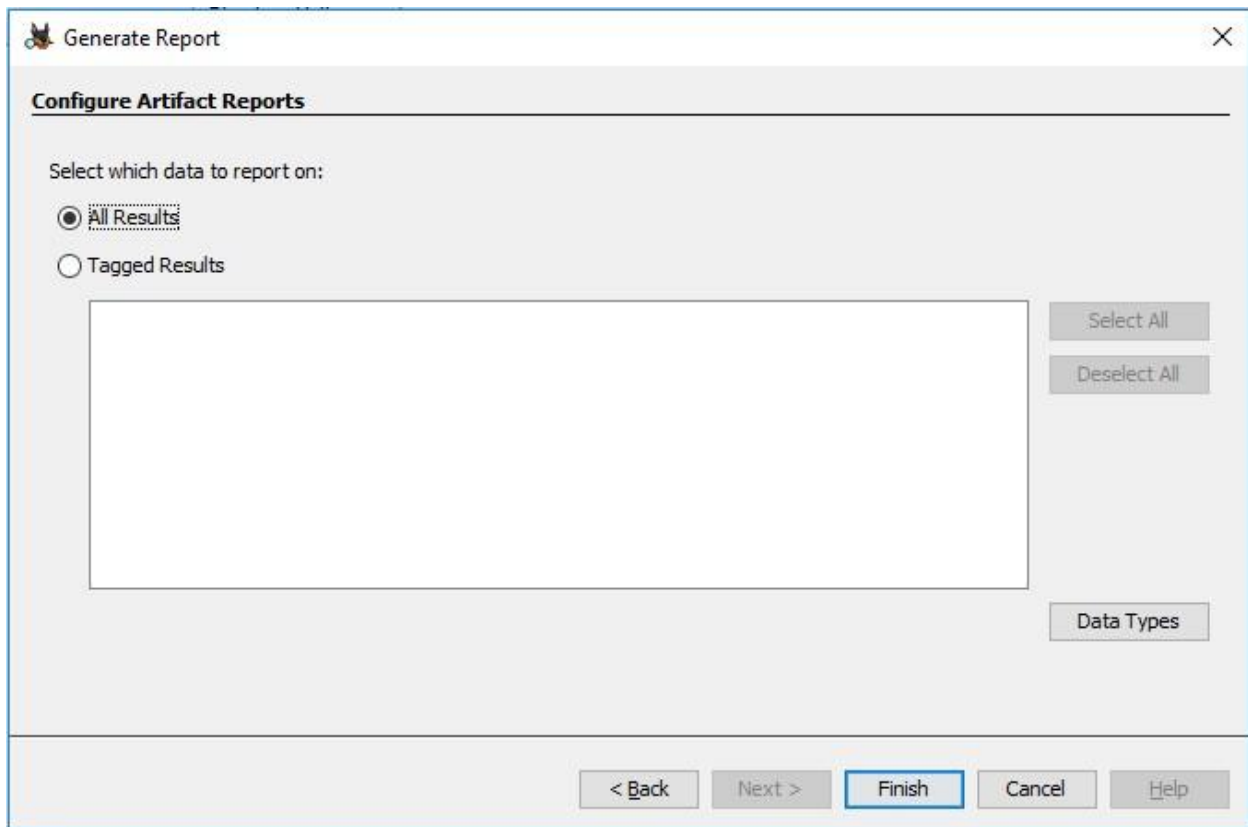 Generate Report
Configure Artifact Reports
Select which data to report on:
All Results
Tagged Results
Select All
Deselect All
Data Types
< Back Next > Finish Cancel Help